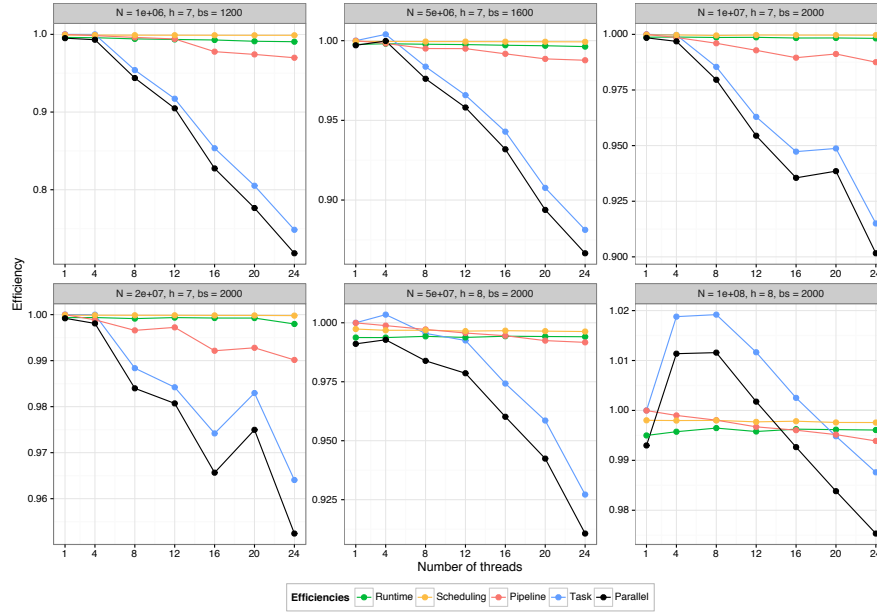 N = 1e+06, h = 7, bs = 1200
N = 5e+06, h = 7, bs = 1600
N = 1e+07, h = 7, bs = 2000
1.0
0.9
0.8
1 4 8 12 16 20 24
1.00
0.95
0.90
1 4 8 12 16 20 24
1.000
0.975
0.950
0.925
0.900
1 4 8 12 16 20 24
Efficiency
N = 2e+07, h = 7, bs = 2000
N = 5e+07, h = 8, bs = 2000
N = 1e+08, h = 8, bs = 2000
1.00
0.99
0.98
0.97
0.96
1 4 8 12 16 20 24
1.000
0.975
0.950
0.925
1 4 8 12 16 20 24
1.02
1.01
1.00
0.99
0.98
1 4 8 12 16 20 24
Number of threads
Efficiencies Runtime Scheduling Pipeline Task Parallel